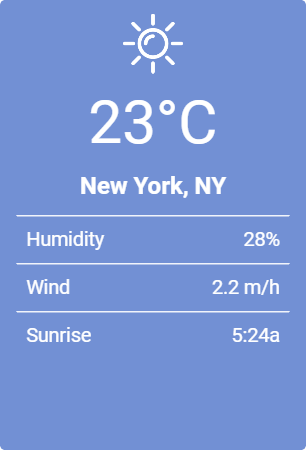 23°C
New York, NY
Humidity 28%
Wind 2.2 m/h
Sunrise 5:24a